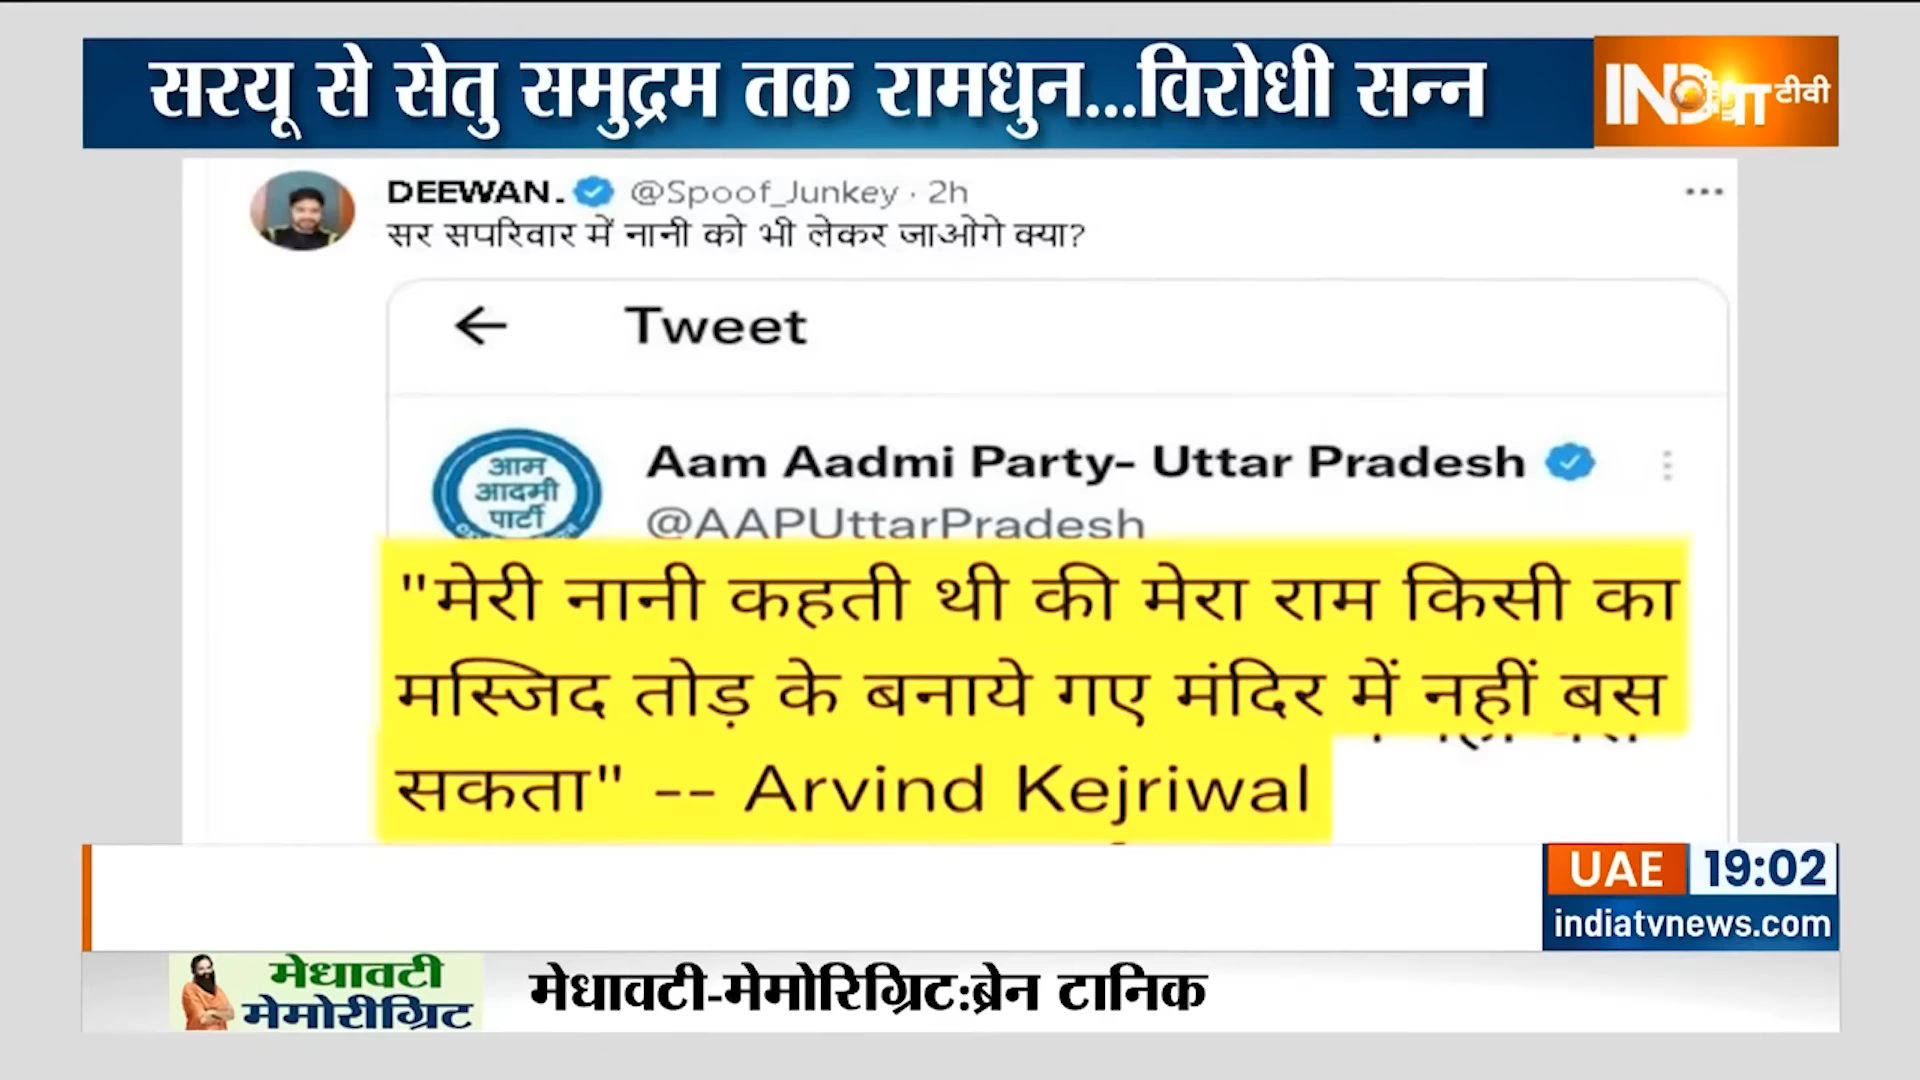 सरयू से सेतु समुद्रम तक रामधुन...विरोधी सन्न
टीवी
DEEWAN. @Spoof_Junkey · 2h
सर सपरिवार में नानी को भी लेकर जाओगे क्या?
Tweet
आम
आदमी
पार्टी
Aam Aadmi Party- Uttar Pradesh
@AAPUttarPradesh
"मेरी नानी कहती थी की मेरा राम किसी का
मस्जिद तोड़ के बनाये गए मंदिर में नहीं बस
सकता" -- Arvind Kejriwal
UAE 19:02
indiatvnews.com
मेधावटी
मेमोरीग्रिट
मेधावटी-मेमोरिग्रिट:ब्रेन टानिक